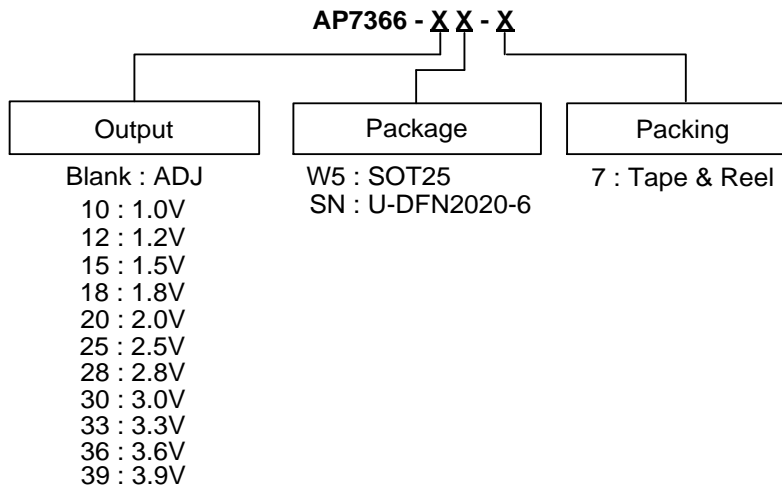 AP7366 - X X - X
Output
Package
Packing
Blank : ADJ
10 : 1.0V
12 : 1.2V
15 : 1.5V
18 : 1.8V
20 : 2.0V
25 : 2.5V
28 : 2.8V
30 : 3.0V
33 : 3.3V
36 : 3.6V
39 : 3.9V
W5 : SOT25
SN : U-DFN2020-6
7 : Tape & Reel